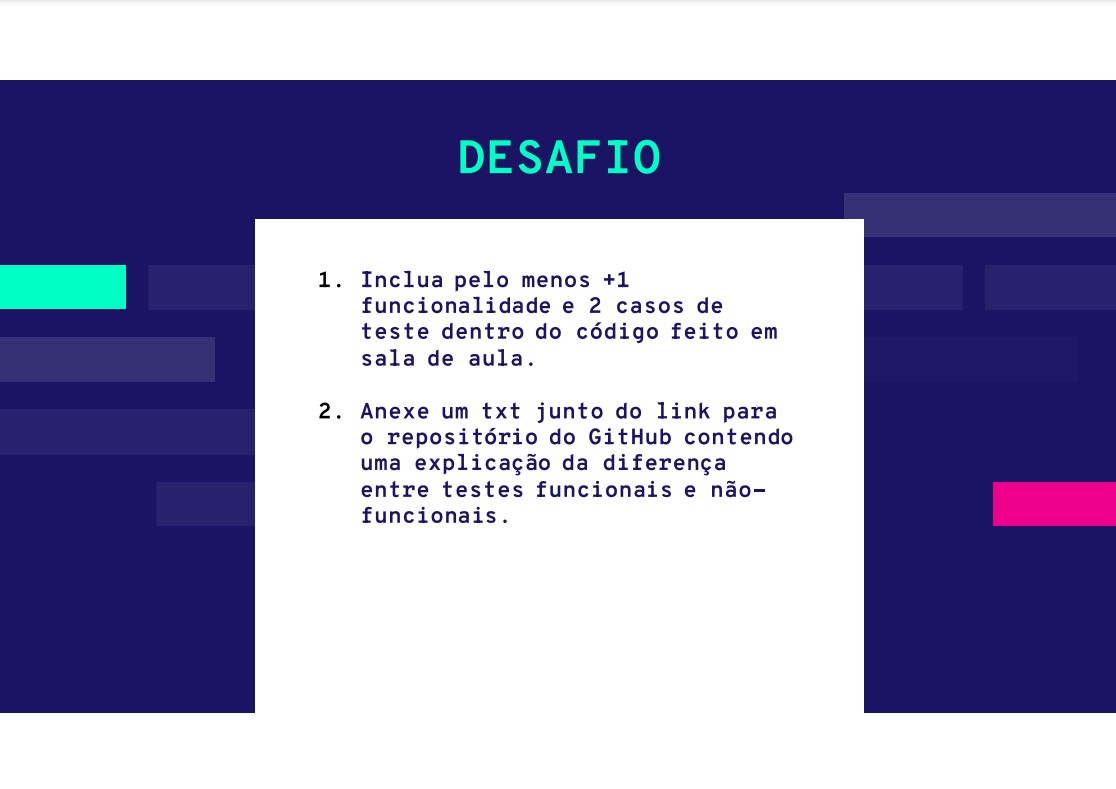 DESAFIO
1. Inclua pelo menos +1
funcionalidade e 2 casos de
teste dentro do código feito em
sala de aula.
2. Anexe um txt junto do link para
o repositório do GitHub contendo
uma explicação da diferença
entre testes funcionais e não-
funcionais.